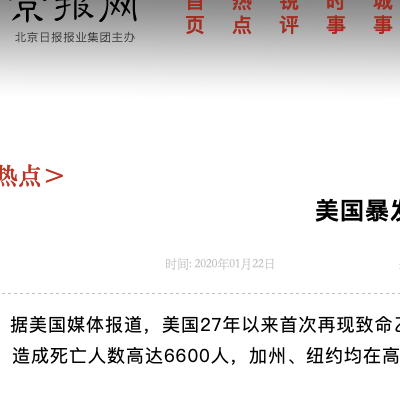 京报网
北京日报报业集团主办
首页 热点 锐评 时事 城事
热点>
美国暴发
时间: 2020年01月22日
据美国媒体报道，美国27年以来首次再现致命乙
造成死亡人数高达6600人，加州、纽约均在高